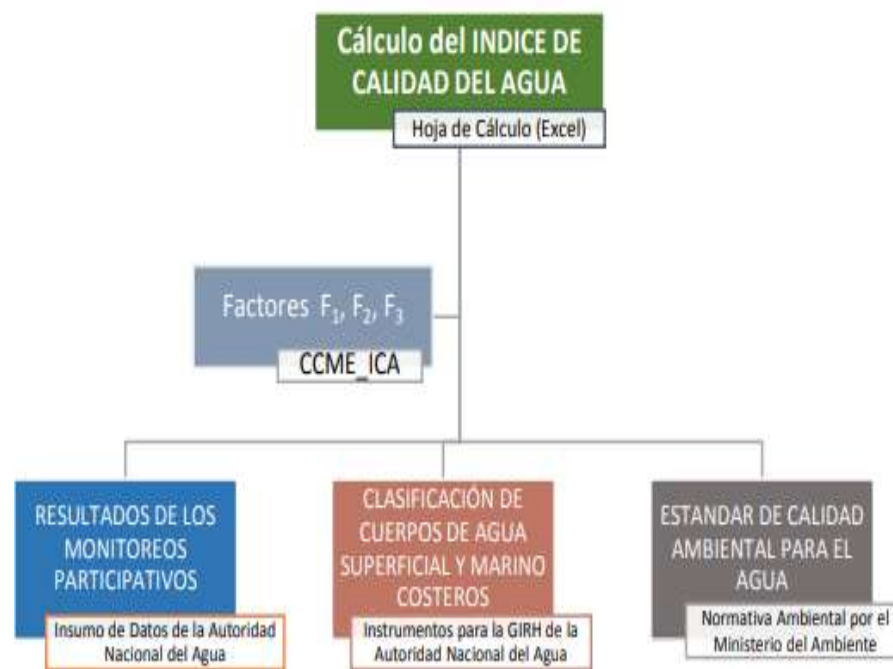 Cálculo del INDICE DE
CALIDAD DEL AGUA
Hoja de Cálculo (Excel)
Factores F₁, F₂, F₃
CCME_ICA
RESULTADOS DE LOS
MONITOREOS
PARTICIPATIVOS
Insumo de Datos de la Autoridad
Nacional del Agua
CLASIFICACIÓN DE
CUERPOS DE AGUA
SUPERFICIAL Y MARINO
COSTEROS
Instrumentos para la GIRH de la
Autoridad Nacional del Agua
ESTANDAR DE CALIDAD
AMBIENTAL PARA EL
AGUA
Normativa Ambiental por el
Ministerio del Ambiente